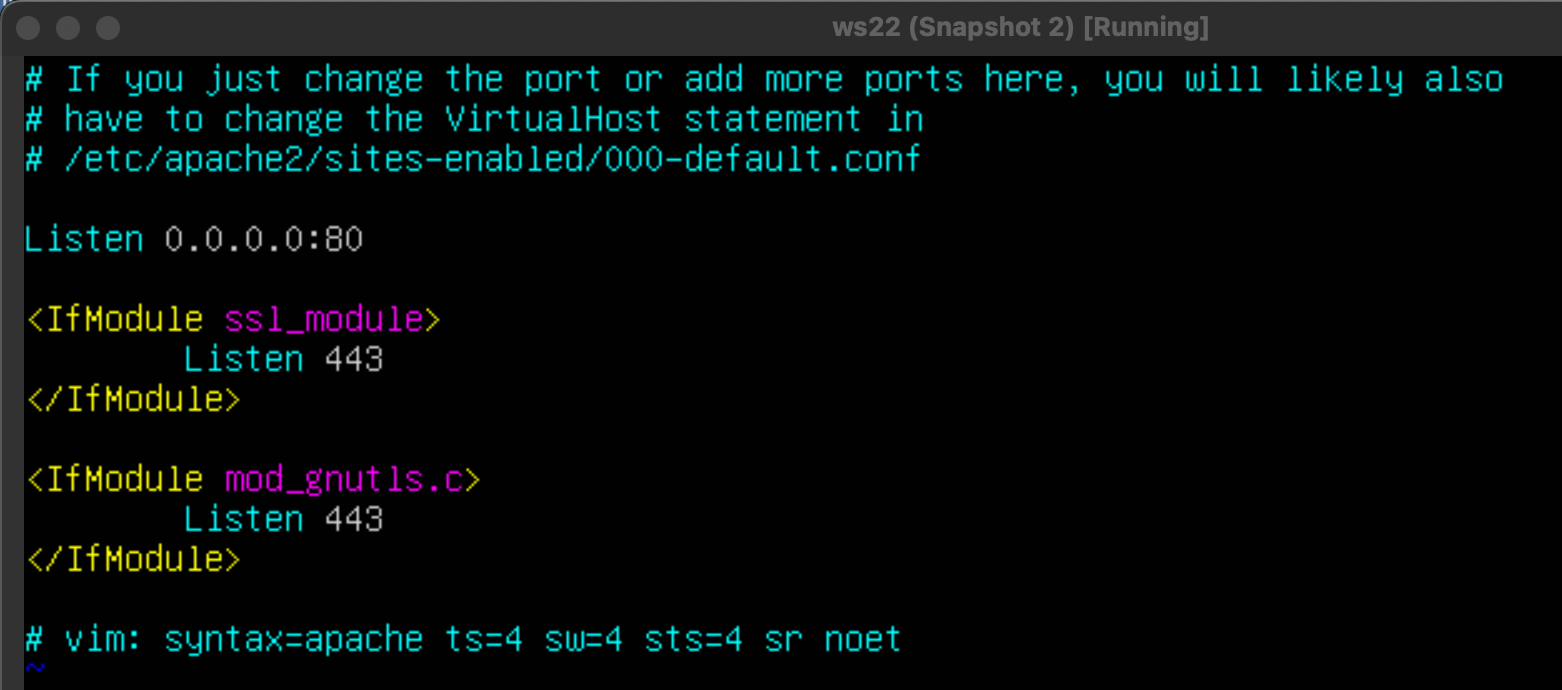 ws22 (Snapshot 2) [Running]
# If you just change the port or add more ports here, you will likely also
# have to change the VirtualHost statement in
# /etc/apache2/sites-enabled/000-default.conf
Listen 0.0.0.0:80
<IfModule ssl_module>
Listen 443
</IfModule>
<IfModule mod_gnutls.c>
Listen 443
</IfModule>
# vim: syntax=apache ts=4 sw=4 sts=4 sr noet
~